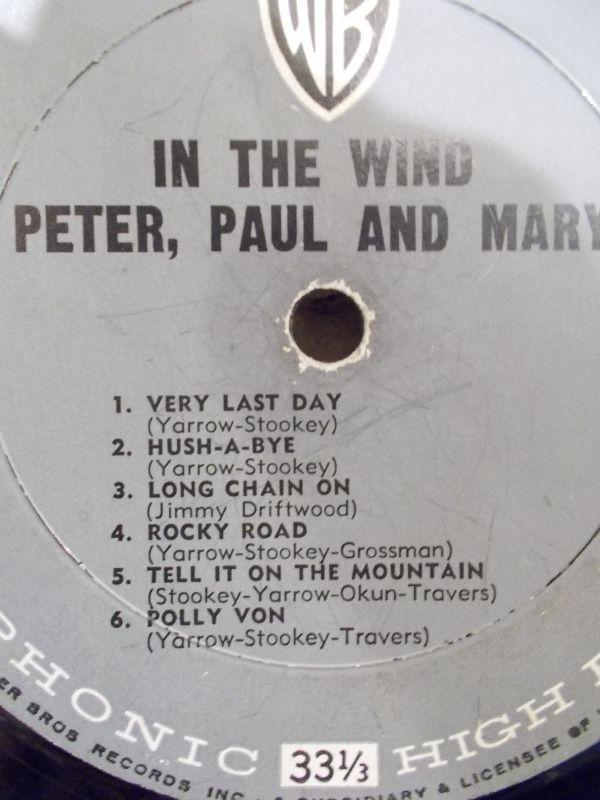 WB
IN THE WIND
PETER, PAUL AND MARY
1. VERY LAST DAY
(Yarrow-Stookey)
2. HUSH-A-BYE
(Yarrow-Stookey)
3. LONG CHAIN ON
(Jimmy Driftwood)
4. ROCKY ROAD
(Yarrow-Stookey-Grossman)
5. TELL IT ON THE MOUNTAIN
(Stookey-Yarrow-Okun-Travers)
6. POLLY VON
(Yarrow-Stookey-Travers)
PHONIC 33⅓ HIGH
BROS RECORDS INC., A SUBSIDIARY & LICENSEE OF